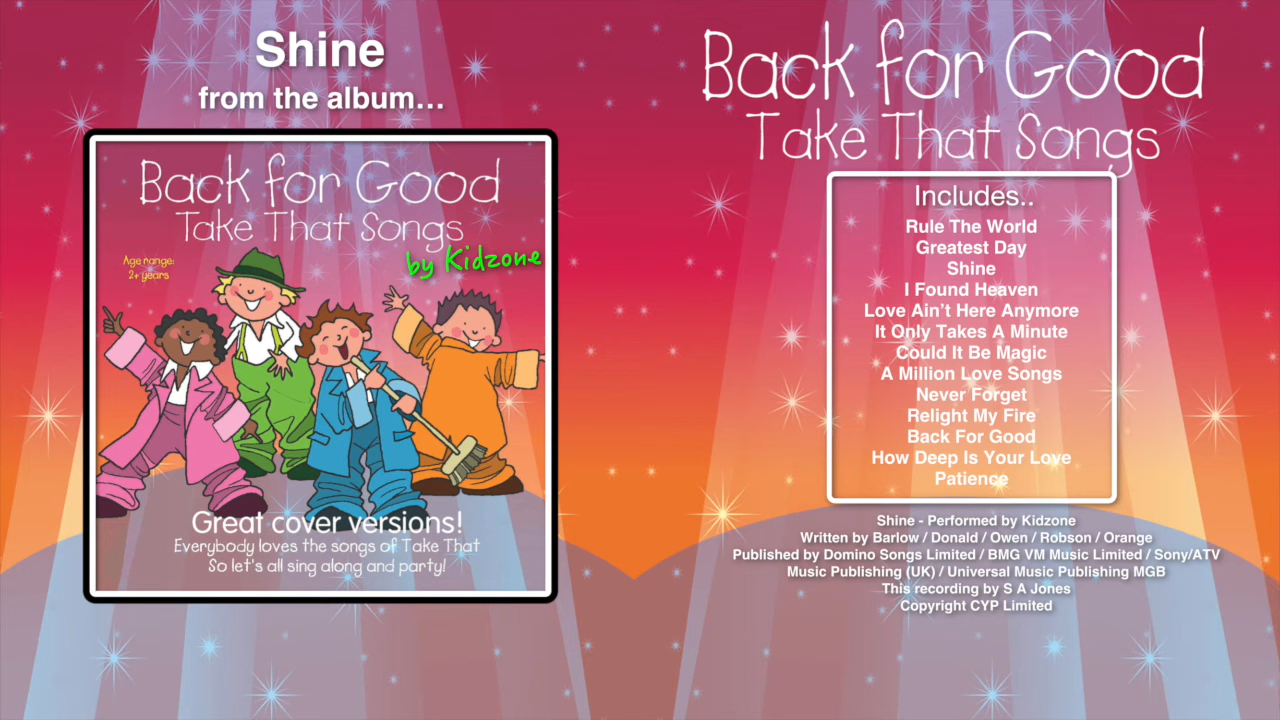 Shine
from the album…
Back for Good
Take That Songs
by Kidzone
Age range:
2+ years
Great cover versions!
Everybody loves the songs of Take That
So let's all sing along and party!
Back for Good
Take That Songs
Includes..
Rule The World
Greatest Day
Shine
I Found Heaven
Love Ain't Here Anymore
It Only Takes A Minute
Could It Be Magic
A Million Love Songs
Never Forget
Relight My Fire
Back For Good
How Deep Is Your Love
Patience
Shine - Performed by Kidzone
Written by Barlow / Donald / Owen / Robson / Orange
Published by Domino Songs Limited / BMG VM Music Limited / Sony/ATV
Music Publishing (UK) / Universal Music Publishing MGB
This recording by S A Jones
Copyright CYP Limited